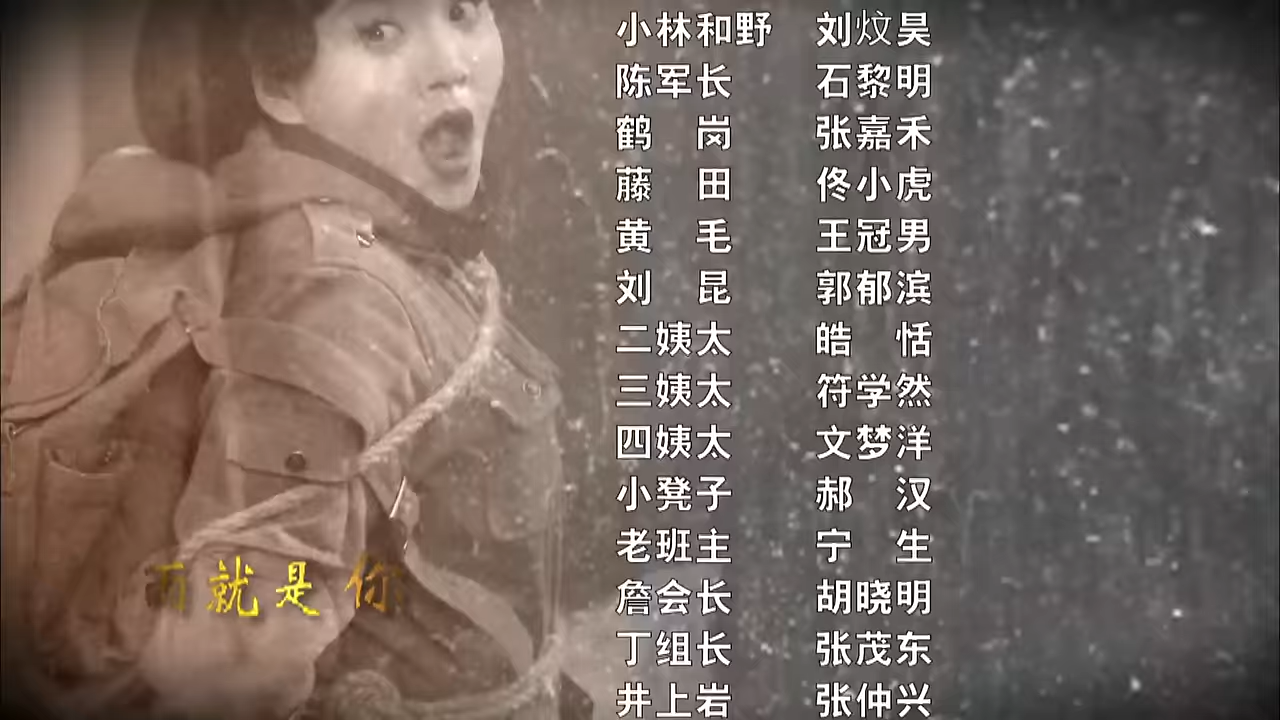 小林和野 刘炆昊
陈军长 石黎明
鹤岗 张嘉禾
藤田 佟小虎
黄毛 王冠男
刘昆 郭郁滨
二姨太 皓恬
三姨太 符学然
四姨太 文梦洋
小凳子 郝汉
老班主 宁生
詹会长 胡晓明
丁组长 张茂东
井上岩 张仲兴
就是 你